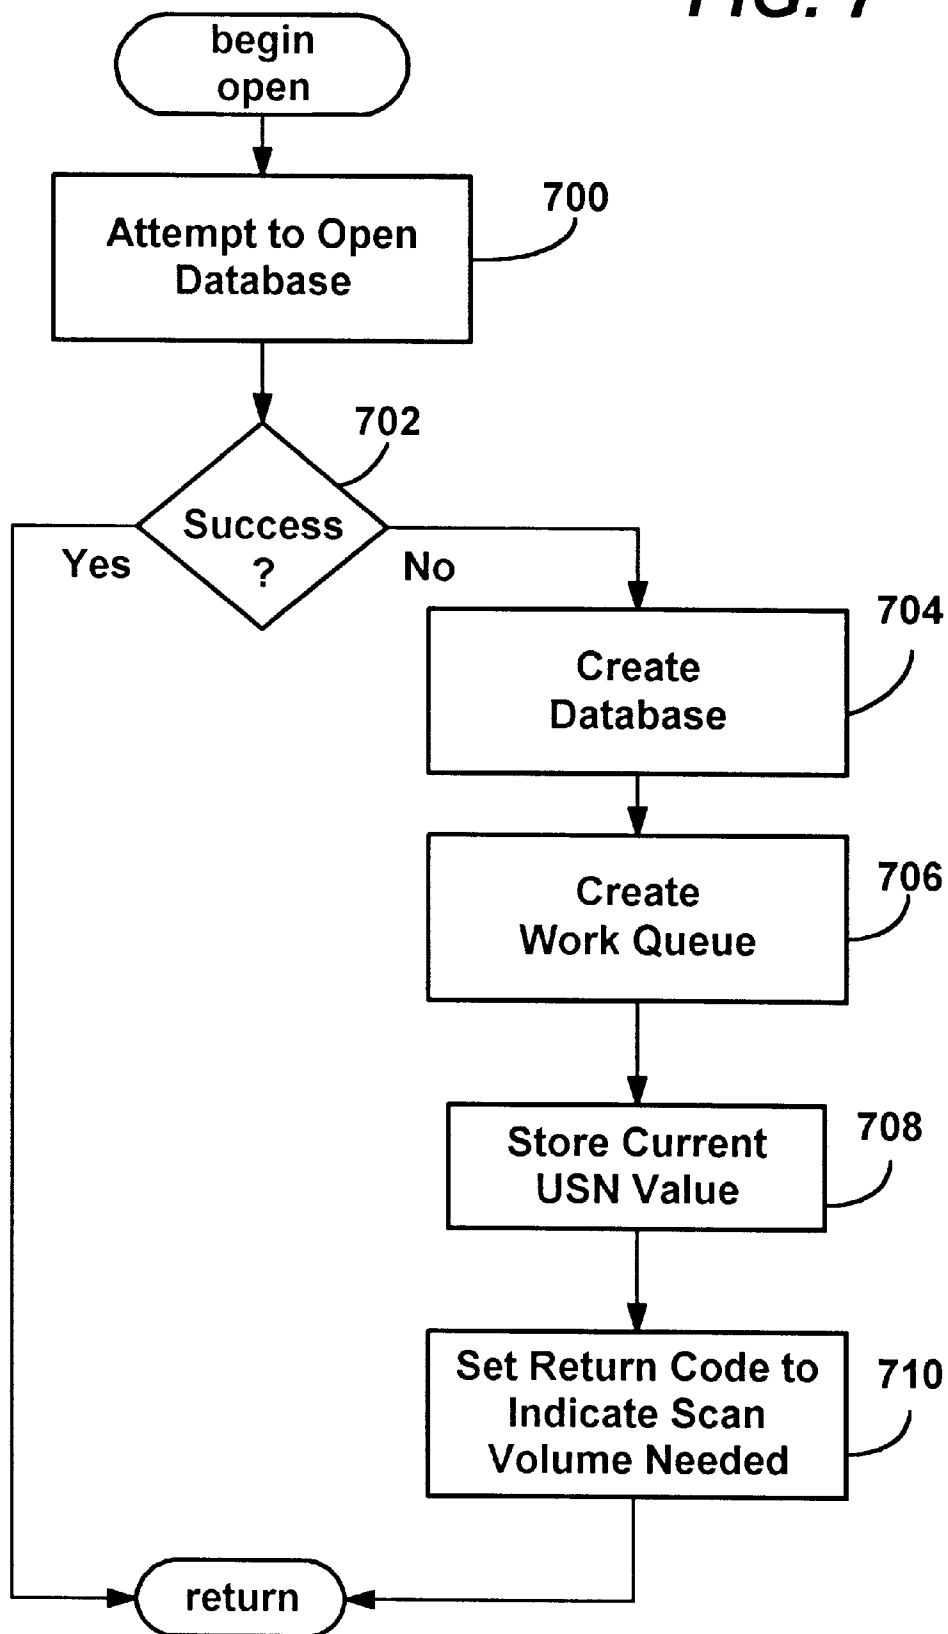 FIG. 7
begin
open
700
Attempt to Open
Database
702
Success
?
Yes
No
704
Create
Database
706
Create
Work Queue
708
Store Current
USN Value
710
Set Return Code to
Indicate Scan
Volume Needed
return